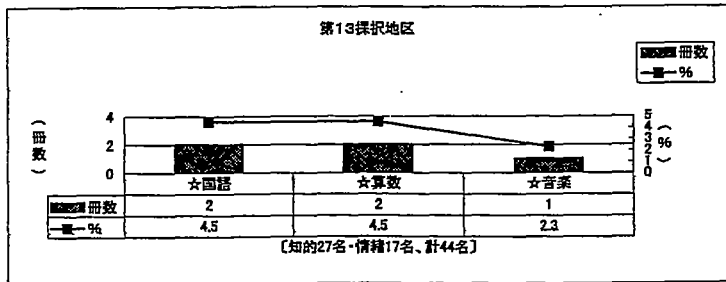 第13採択地区
冊数
%
(冊数)
4
2
0
5
4
3
2
1
0
(%)
☆国語 ☆算数 ☆音楽
冊数 2 2 1
% 4.5 4.5 2.3
〔知的27名・情緒17名、計44名〕